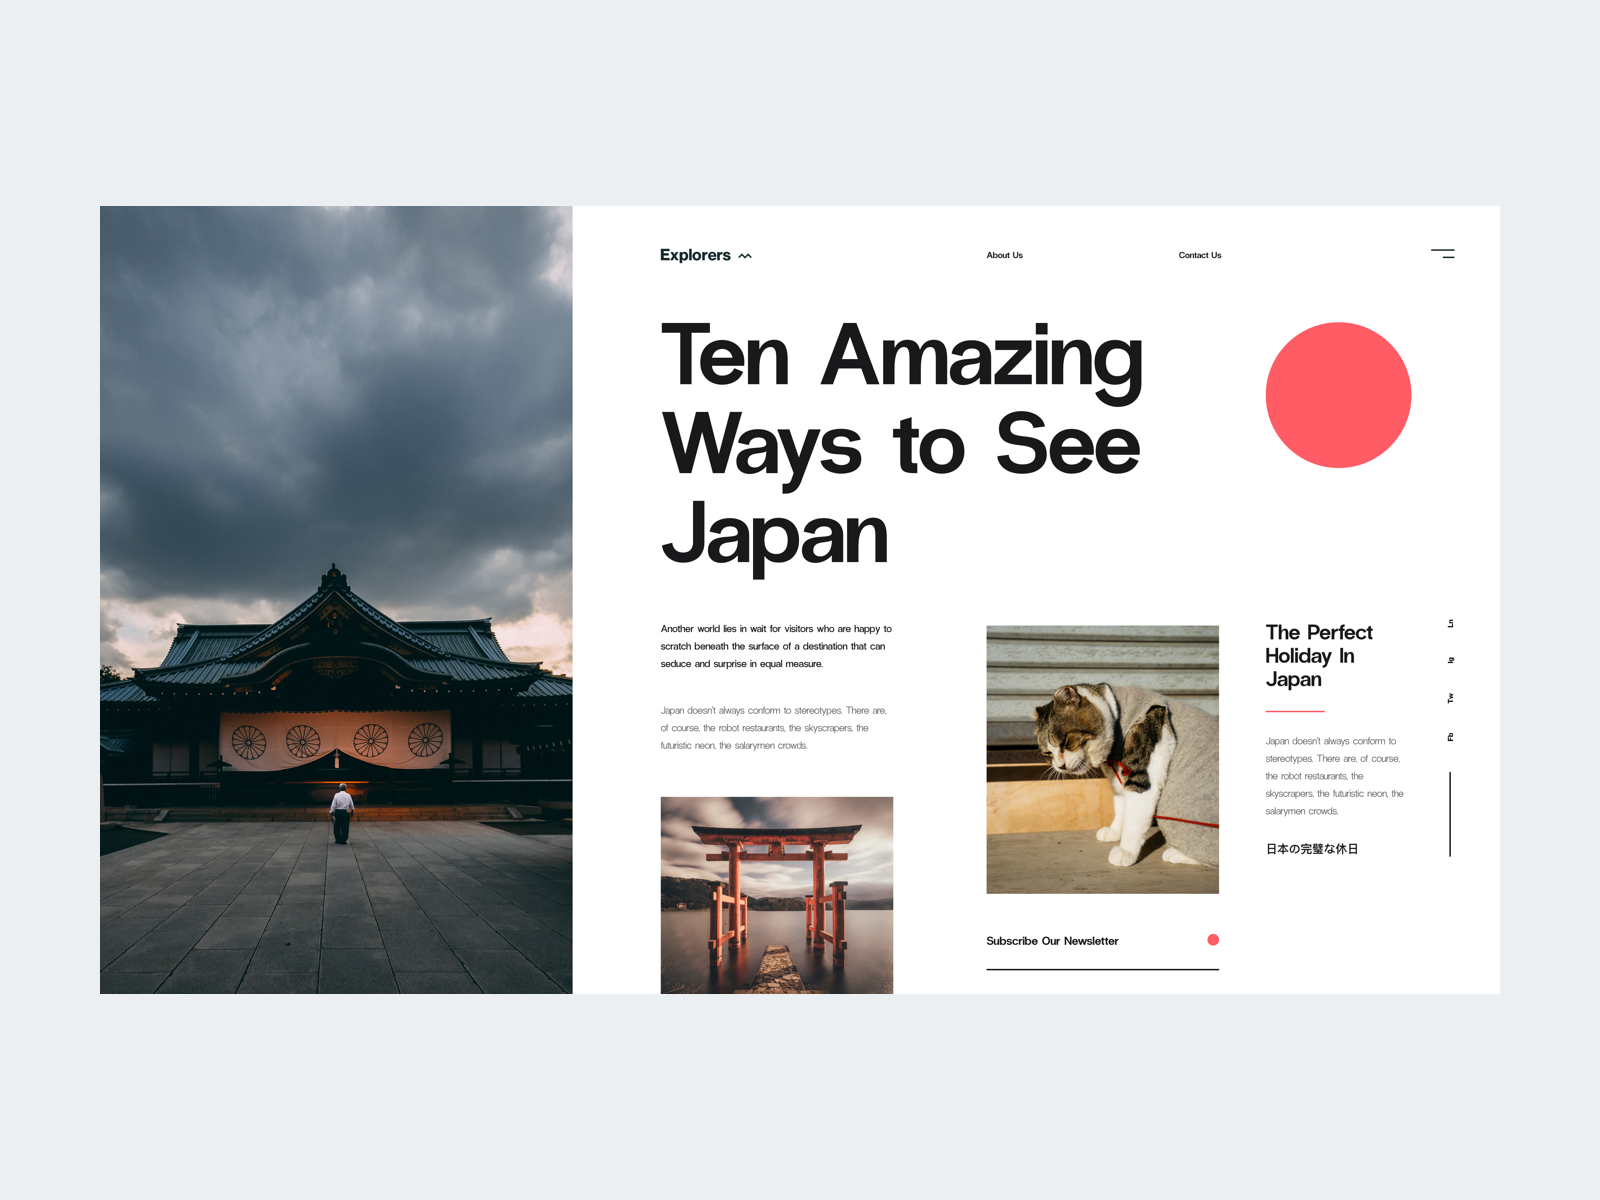 Explorers
About Us
Contact Us
Ten Amazing
Ways to See
Japan
Another world lies in wait for visitors who are happy to
scratch beneath the surface of a destination that can
seduce and surprise in equal measure.
Japan doesn't always conform to stereotypes. There are,
of course, the robot restaurants, the skyscrapers, the
futuristic neon, the salarymen crowds.
Subscribe Our Newsletter
The Perfect
Holiday In
Japan
Japan doesn't always conform to
stereotypes. There are, of course,
the robot restaurants, the
skyscrapers, the futuristic neon, the
salarymen crowds.
日本の完璧な休日
Ln
Ig
Tw
Fb